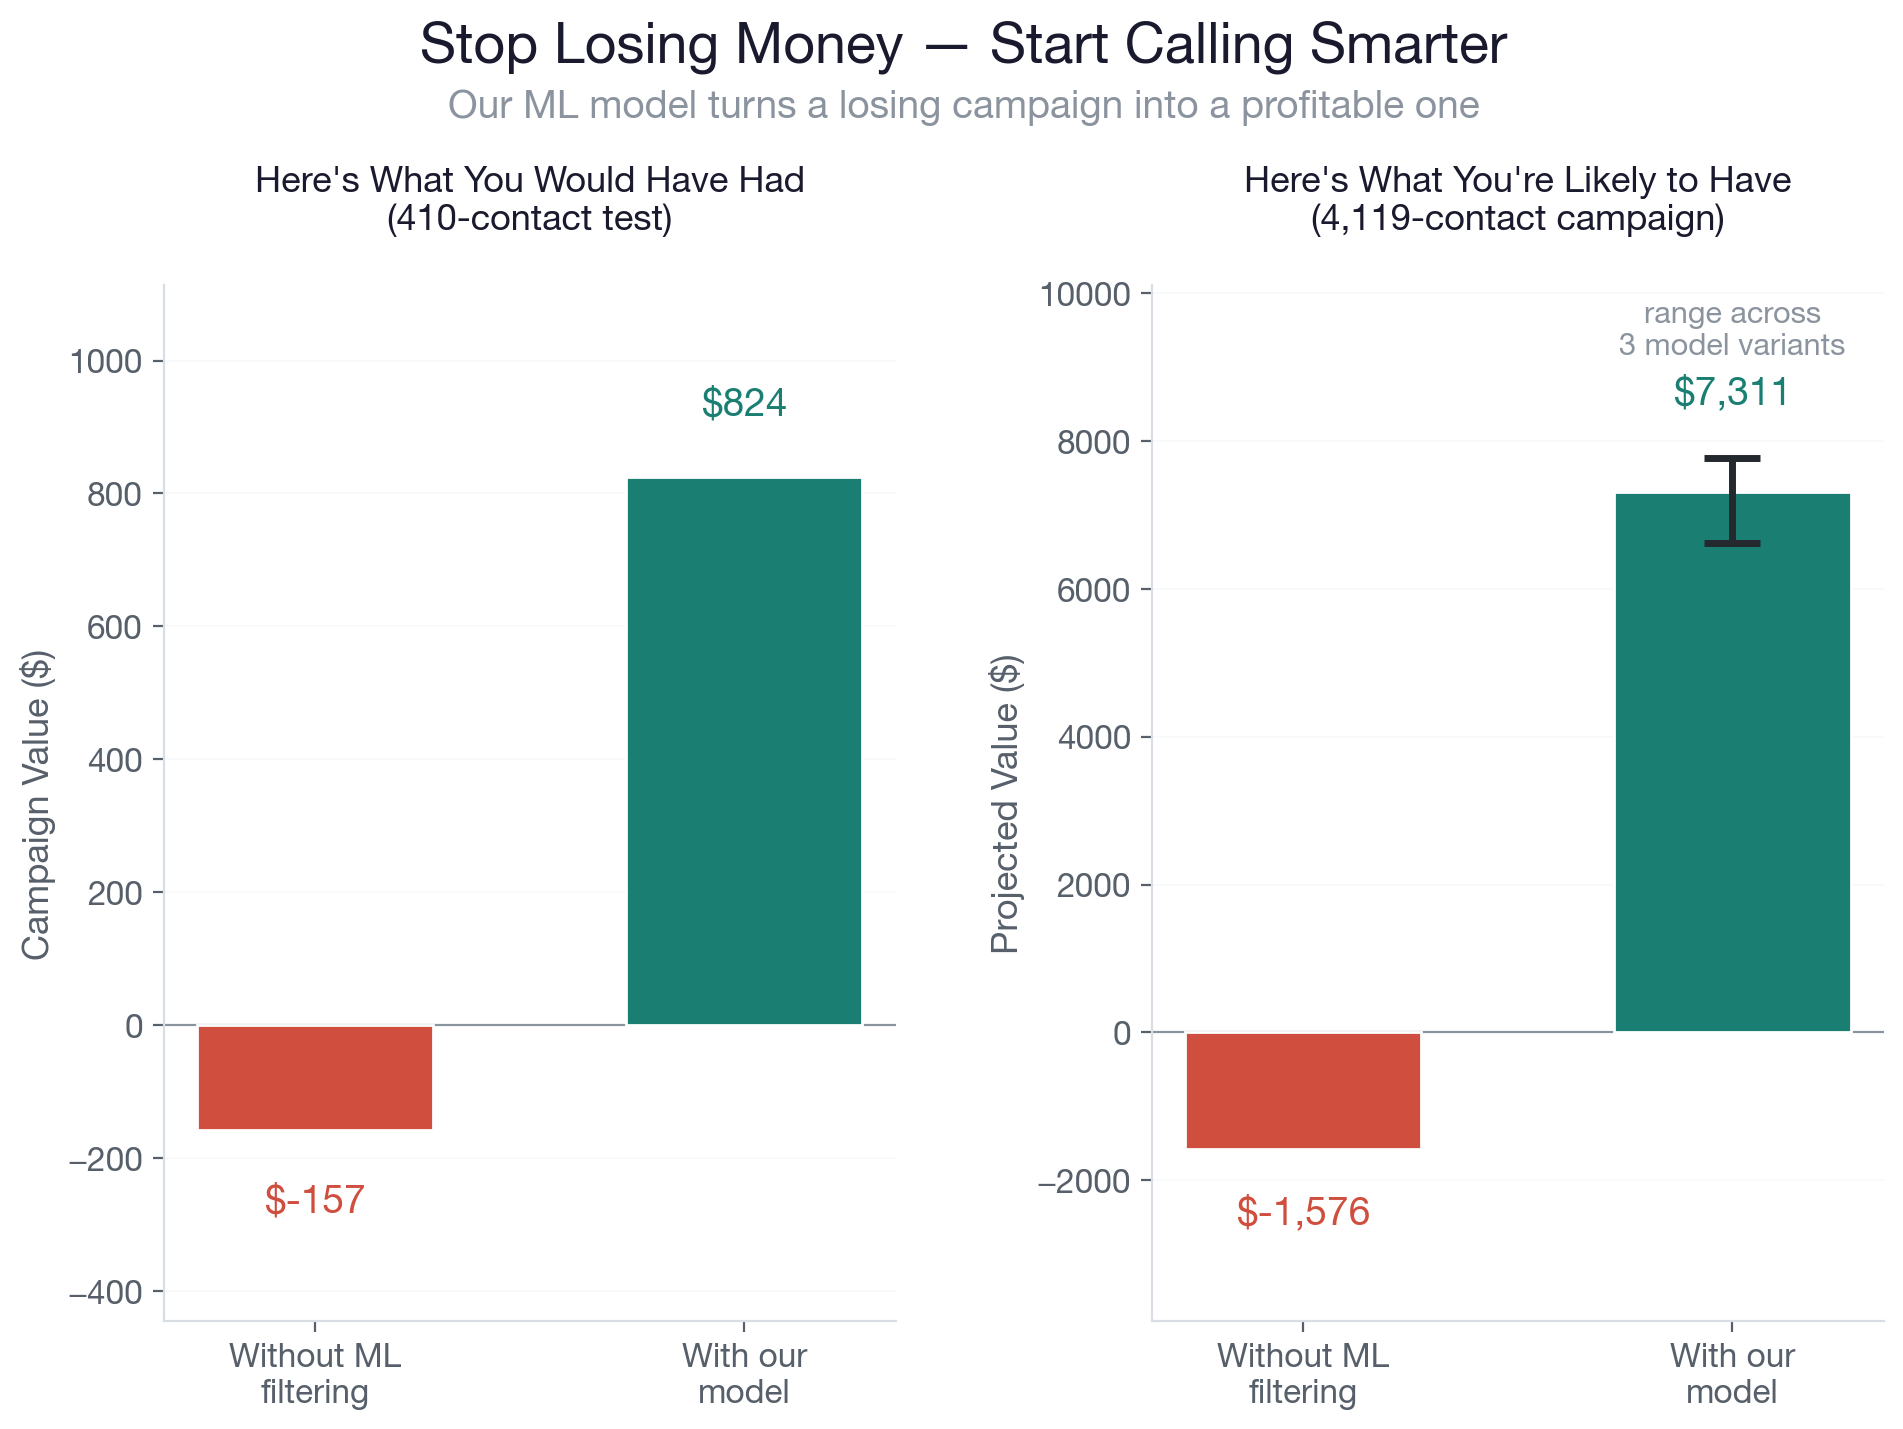 Stop Losing Money — Start Calling Smarter
Our ML model turns a losing campaign into a profitable one
Here's What You Would Have Had
(410-contact test)
Campaign Value ($)
1000
800
600
400
200
0
−200
−400
$824
$-157
Without ML
filtering
With our
model
Here's What You're Likely to Have
(4,119-contact campaign)
Projected Value ($)
10000
8000
6000
4000
2000
0
−2000
range across
3 model variants
$7,311
$-1,576
Without ML
filtering
With our
model